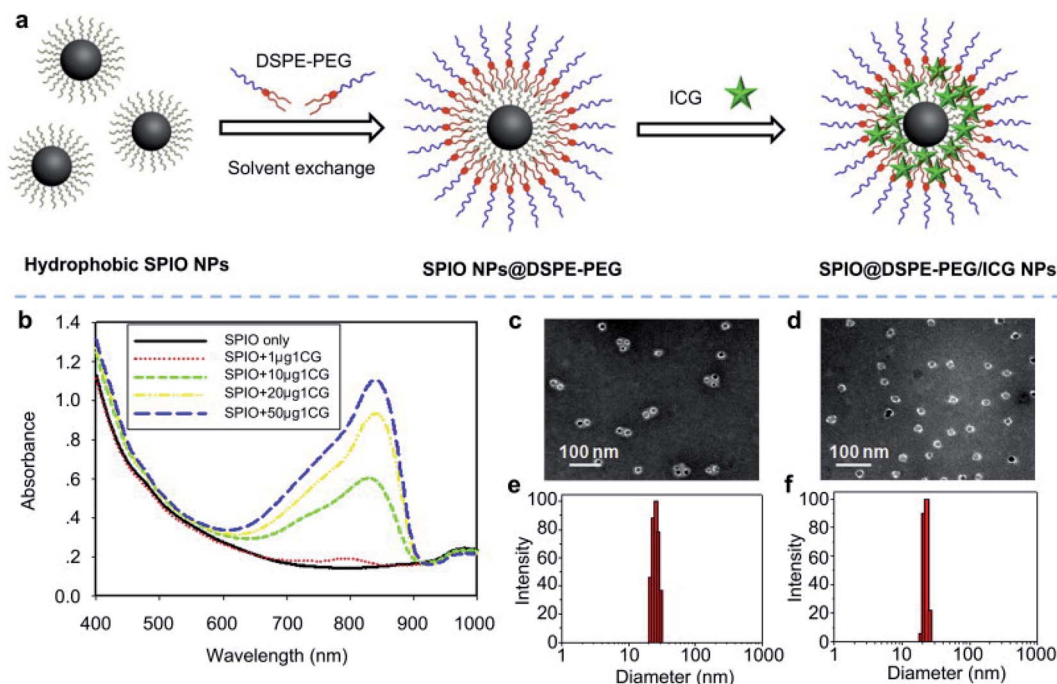 a
DSPE-PEG
ICG
Solvent exchange
Hydrophobic SPIO NPs
SPIO NPs@DSPE-PEG
SPIO@DSPE-PEG/ICG NPs
b
1.4
1.2
1.0
.8
.6
.4
.2
0.0
Absorbance
SPIO only
SPIO+1µg1CG
SPIO+10µg1CG
SPIO+20µg1CG
SPIO+50µg1CG
400 500 600 700 800 900 1000
Wavelength (nm)
c
100 nm
d
100 nm
e
100
80
60
40
20
0
Intensity
1 10 100 1000
Diameter (nm)
f
100
80
60
40
20
0
Intensity
1 10 100 1000
Diameter (nm)